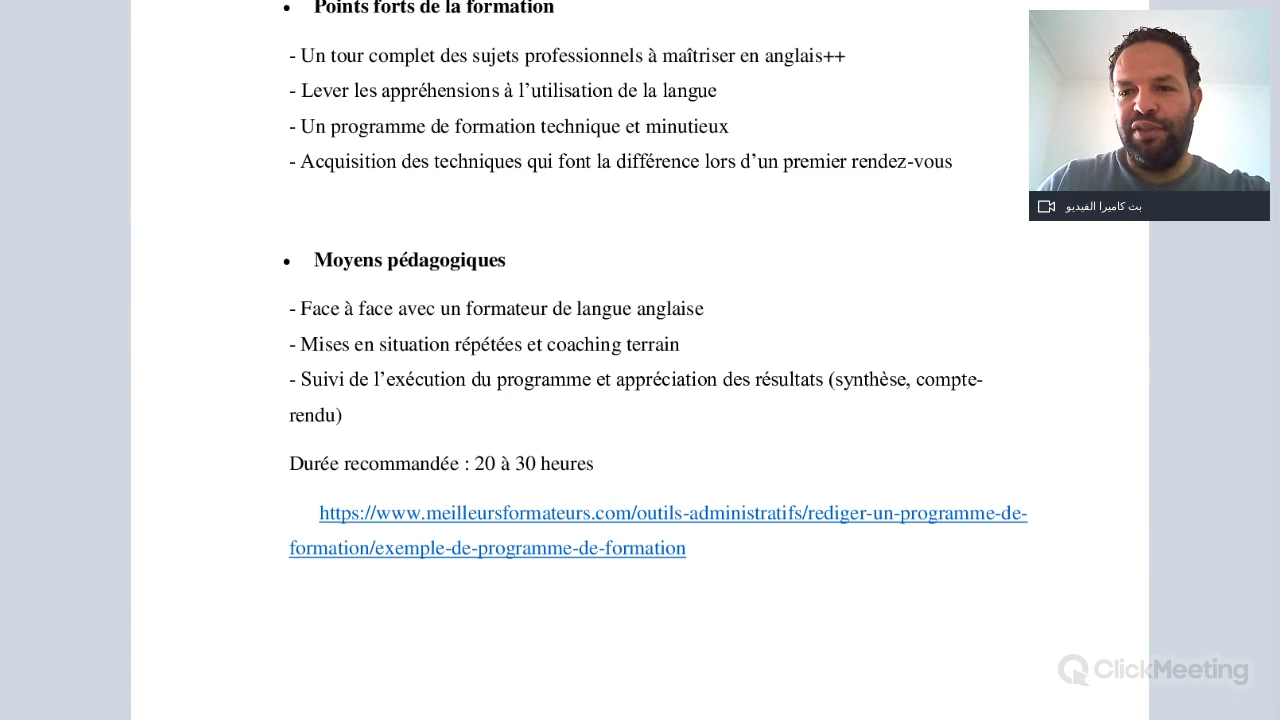 Points forts de la formation
- Un tour complet des sujets professionnels à maîtriser en anglais++
- Lever les appréhensions à l’utilisation de la langue
- Un programme de formation technique et minutieux
- Acquisition des techniques qui font la différence lors d’un premier rendez-vous
بث كاميرا الفيديو
Moyens pédagogiques
- Face à face avec un formateur de langue anglaise
- Mises en situation répétées et coaching terrain
- Suivi de l’exécution du programme et appréciation des résultats (synthèse, compte-
rendu)
Durée recommandée : 20 à 30 heures
https://www.meilleursformateurs.com/outils-administratifs/rediger-un-programme-de-
formation/exemple-de-programme-de-formation
ClickMeeting